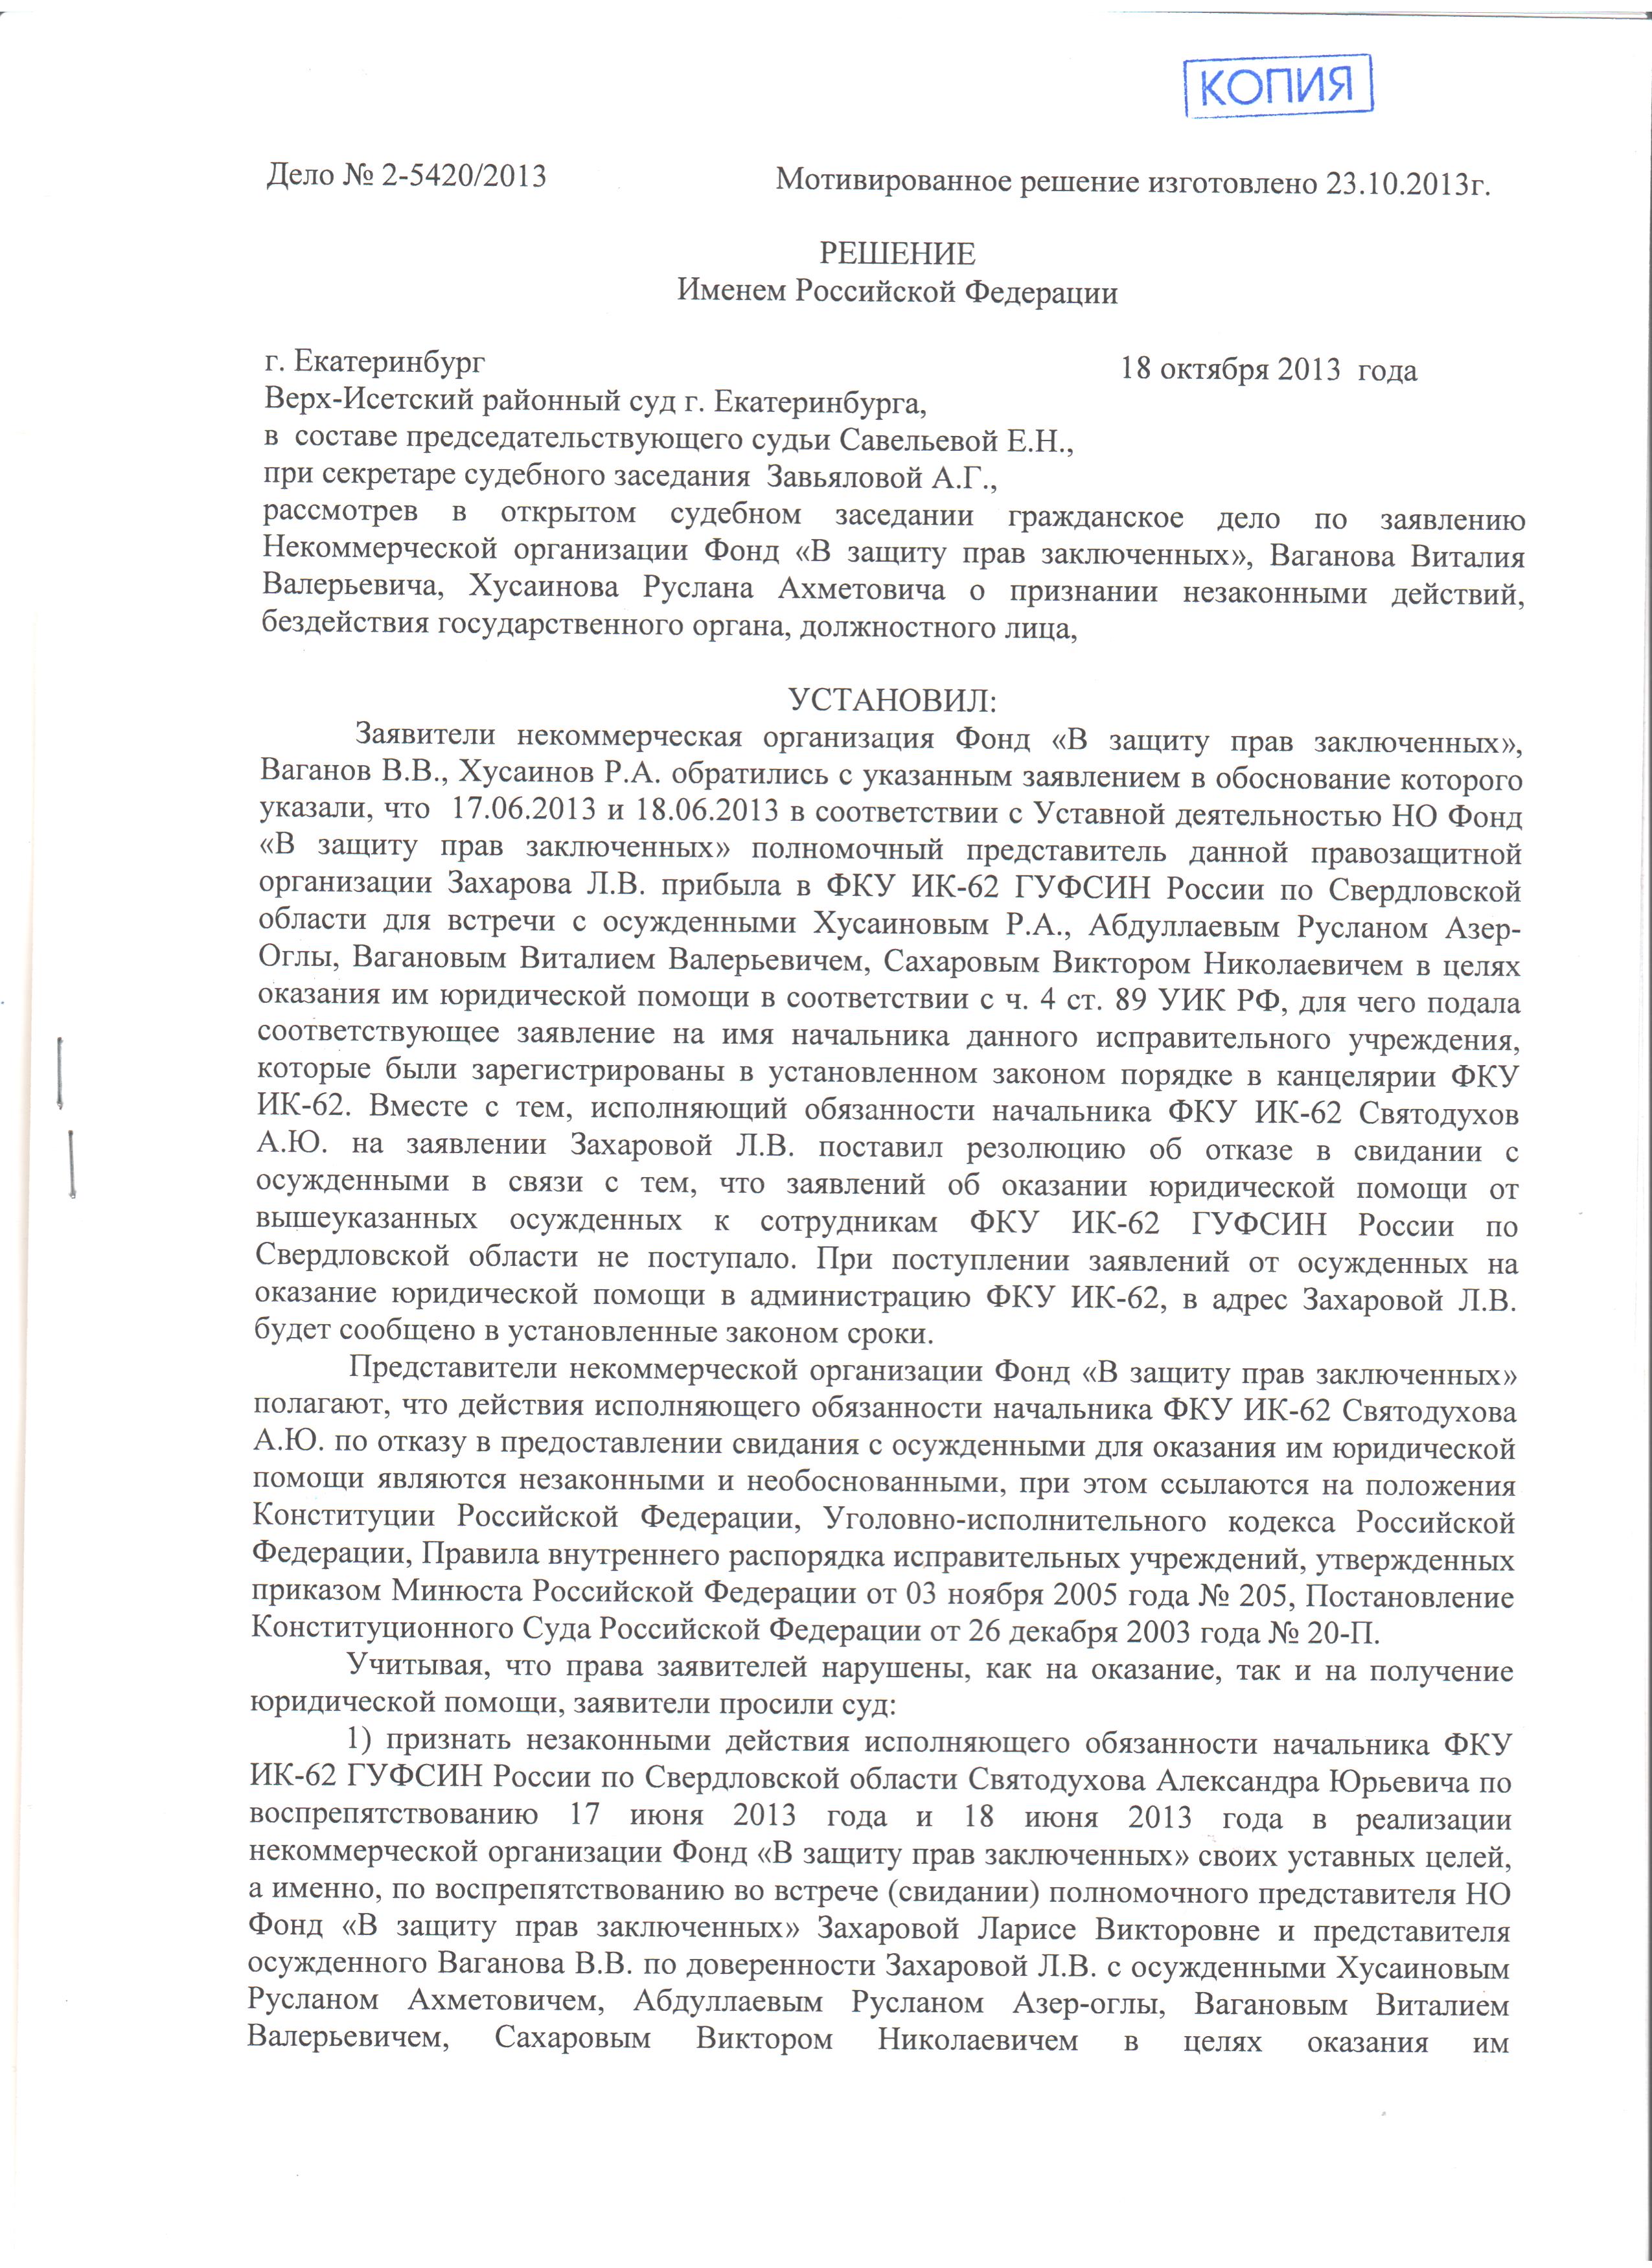 КОПИЯ
Дело № 2-5420/2013 Мотивированное решение изготовлено 23.10.2013г.
РЕШЕНИЕ
Именем Российской Федерации
г. Екатеринбург 18 октября 2013 года
Верх-Исетский районный суд г. Екатеринбурга,
в составе председательствующего судьи Савельевой Е.Н.,
при секретаре судебного заседания Завьяловой А.Г.,
рассмотрев в открытом судебном заседании гражданское дело по заявлению
Некоммерческой организации Фонд «В защиту прав заключенных», Ваганова Виталия
Валерьевича, Хусаинова Руслана Ахметовича о признании незаконными действий,
бездействия государственного органа, должностного лица,
УСТАНОВИЛ:
Заявители некоммерческая организация Фонд «В защиту прав заключенных»,
Ваганов В.В., Хусаинов Р.А. обратились с указанным заявлением в обоснование которого
указали, что 17.06.2013 и 18.06.2013 в соответствии с Уставной деятельностью НО Фонд
«В защиту прав заключенных» полномочный представитель данной правозащитной
организации Захарова Л.В. прибыла в ФКУ ИК-62 ГУФСИН России по Свердловской
области для встречи с осужденными Хусаиновым Р.А., Абдуллаевым Русланом Азер-
Оглы, Вагановым Виталием Валерьевичем, Сахаровым Виктором Николаевичем в целях
оказания им юридической помощи в соответствии с ч. 4 ст. 89 УИК РФ, для чего подала
соответствующее заявление на имя начальника данного исправительного учреждения,
которые были зарегистрированы в установленном законом порядке в канцелярии ФКУ
ИК-62. Вместе с тем, исполняющий обязанности начальника ФКУ ИК-62 Святодухов
А.Ю. на заявлении Захаровой Л.В. поставил резолюцию об отказе в свидании с
осужденными в связи с тем, что заявлений об оказании юридической помощи от
вышеуказанных осужденных к сотрудникам ФКУ ИК-62 ГУФСИН России по
Свердловской области не поступало. При поступлении заявлений от осужденных на
оказание юридической помощи в администрацию ФКУ ИК-62, в адрес Захаровой Л.В.
будет сообщено в установленные законом сроки.
Представители некоммерческой организации Фонд «В защиту прав заключенных»
полагают, что действия исполняющего обязанности начальника ФКУ ИК-62 Святодухова
А.Ю. по отказу в предоставлении свидания с осужденными для оказания им юридической
помощи являются незаконными и необоснованными, при этом ссылаются на положения
Конституции Российской Федерации, Уголовно-исполнительного кодекса Российской
Федерации, Правила внутреннего распорядка исправительных учреждений, утвержденных
приказом Минюста Российской Федерации от 03 ноября 2005 года № 205, Постановление
Конституционного Суда Российской Федерации от 26 декабря 2003 года № 20-П.
Учитывая, что права заявителей нарушены, как на оказание, так и на получение
юридической помощи, заявители просили суд:
1) признать незаконными действия исполняющего обязанности начальника ФКУ
ИК-62 ГУФСИН России по Свердловской области Святодухова Александра Юрьевича по
воспрепятствованию 17 июня 2013 года и 18 июня 2013 года в реализации
некоммерческой организации Фонд «В защиту прав заключенных» своих уставных целей,
а именно, по воспрепятствованию во встрече (свидании) полномочного представителя НО
Фонд «В защиту прав заключенных» Захаровой Ларисе Викторовне и представителя
осужденного Ваганова В.В. по доверенности Захаровой Л.В. с осужденными Хусаиновым
Русланом Ахметовичем, Абдуллаевым Русланом Азер-оглы, Вагановым Виталием
Валерьевичем, Сахаровым Виктором Николаевичем в целях оказания им